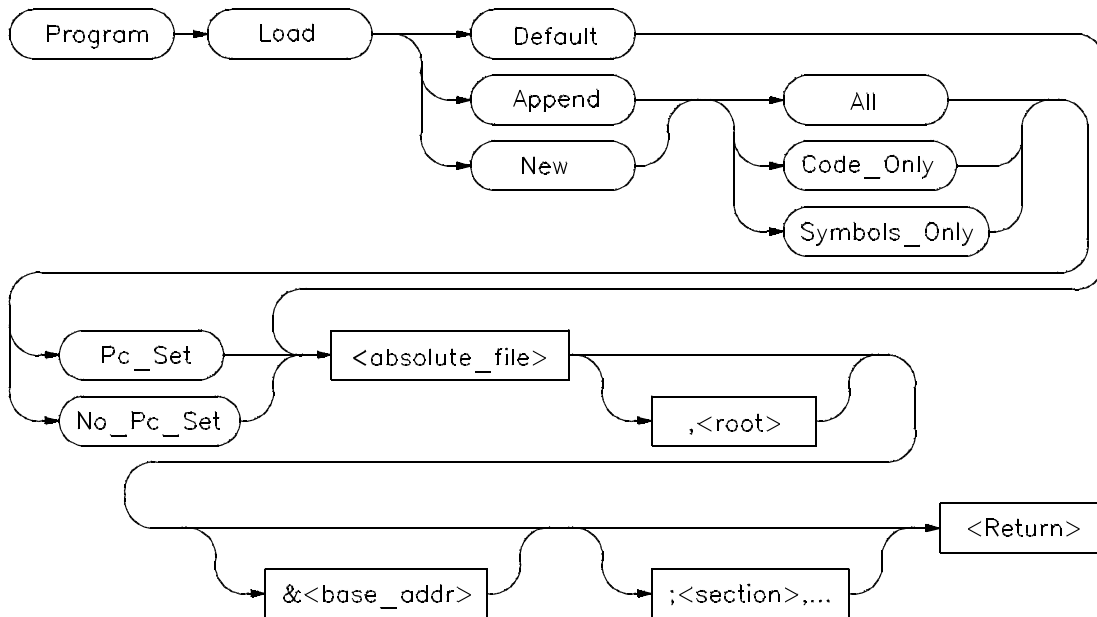 Program
Load
Default
Append
All
New
Code_Only
Symbols_Only
Pc_Set
<absolute_file>
No_Pc_Set
,<root>
<Return>
&<base_addr>
;<section>,...